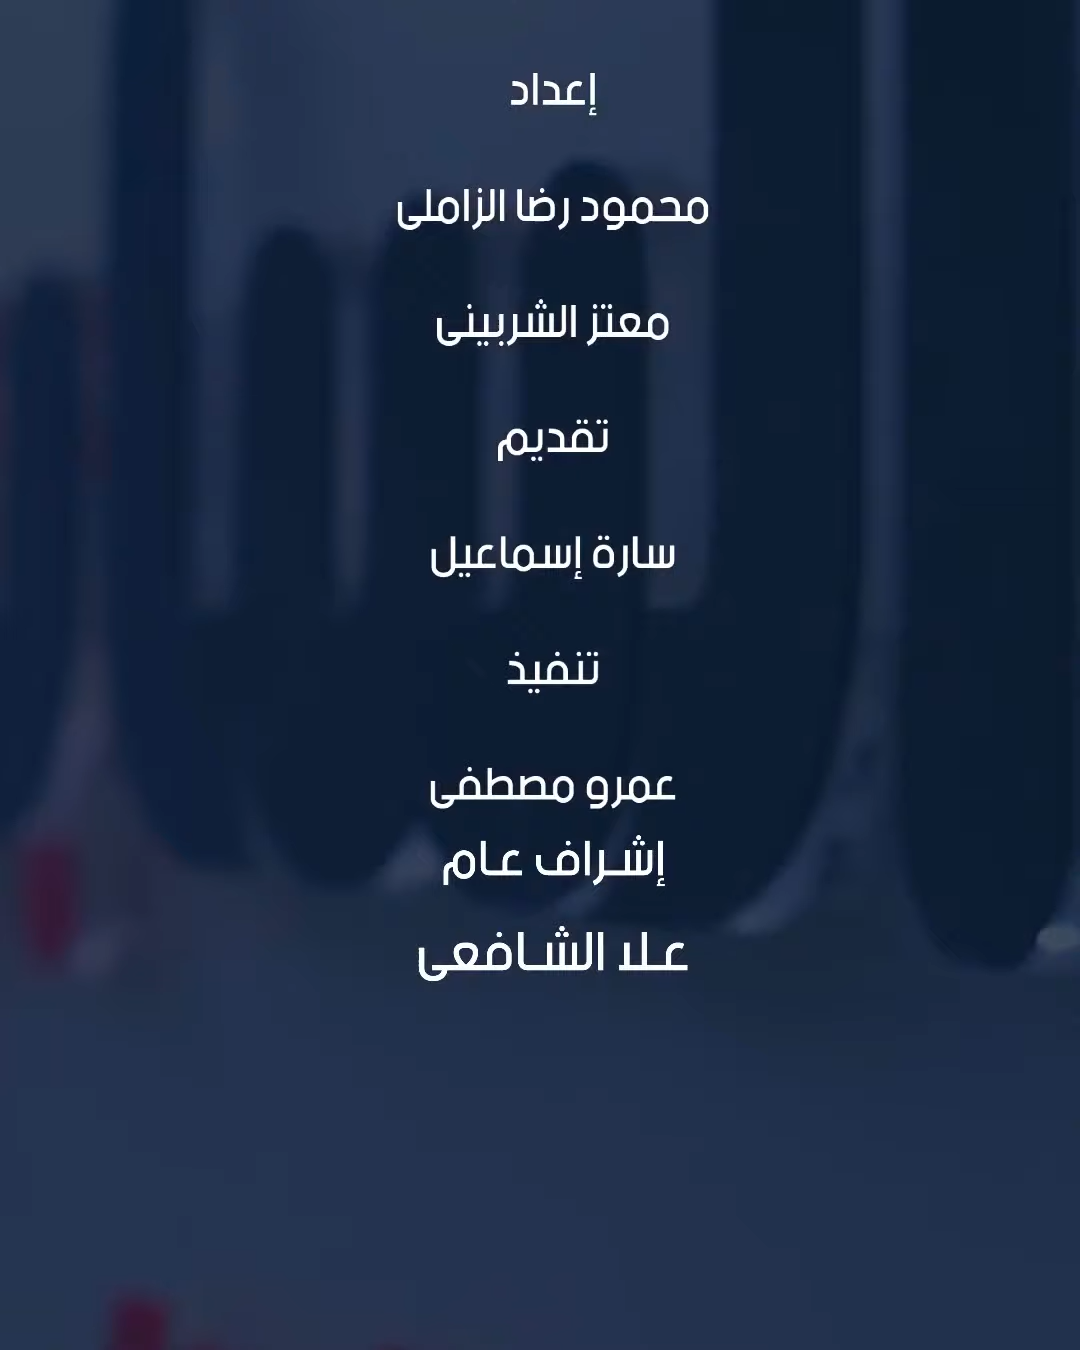 إعداد
محمود رضا الزاملى
معتز الشربينى
تقديم
سارة إسماعيل
تنفيذ
عمرو مصطفى
إشراف عام
علا الشافعى